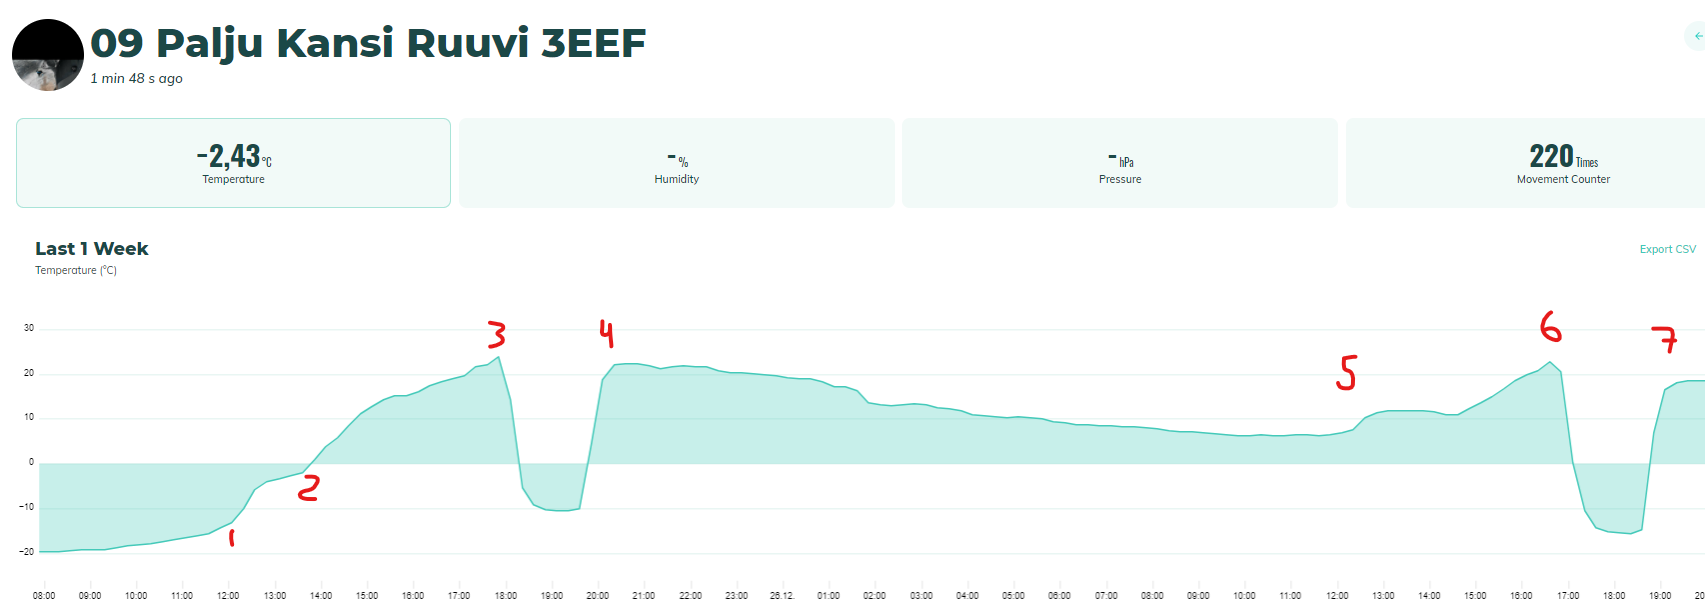 09 Palju Kansi Ruuvi 3EEF
1 min 48 s ago
-2,43 °C
Temperature
- %
Humidity
- hPa
Pressure
220 Times
Movement Counter
Last 1 Week
Export CSV
Temperature (°C)
30
20
10
0
-10
-20
1
2
3
4
5
6
7
08:00 09:00 10:00 11:00 12:00 13:00 14:00 15:00 16:00 17:00 18:00 19:00 20:00 21:00 22:00 23:00 26.12. 01:00 02:00 03:00 04:00 05:00 06:00 07:00 08:00 09:00 10:00 11:00 12:00 13:00 14:00 15:00 16:00 17:00 18:00 19:00 20